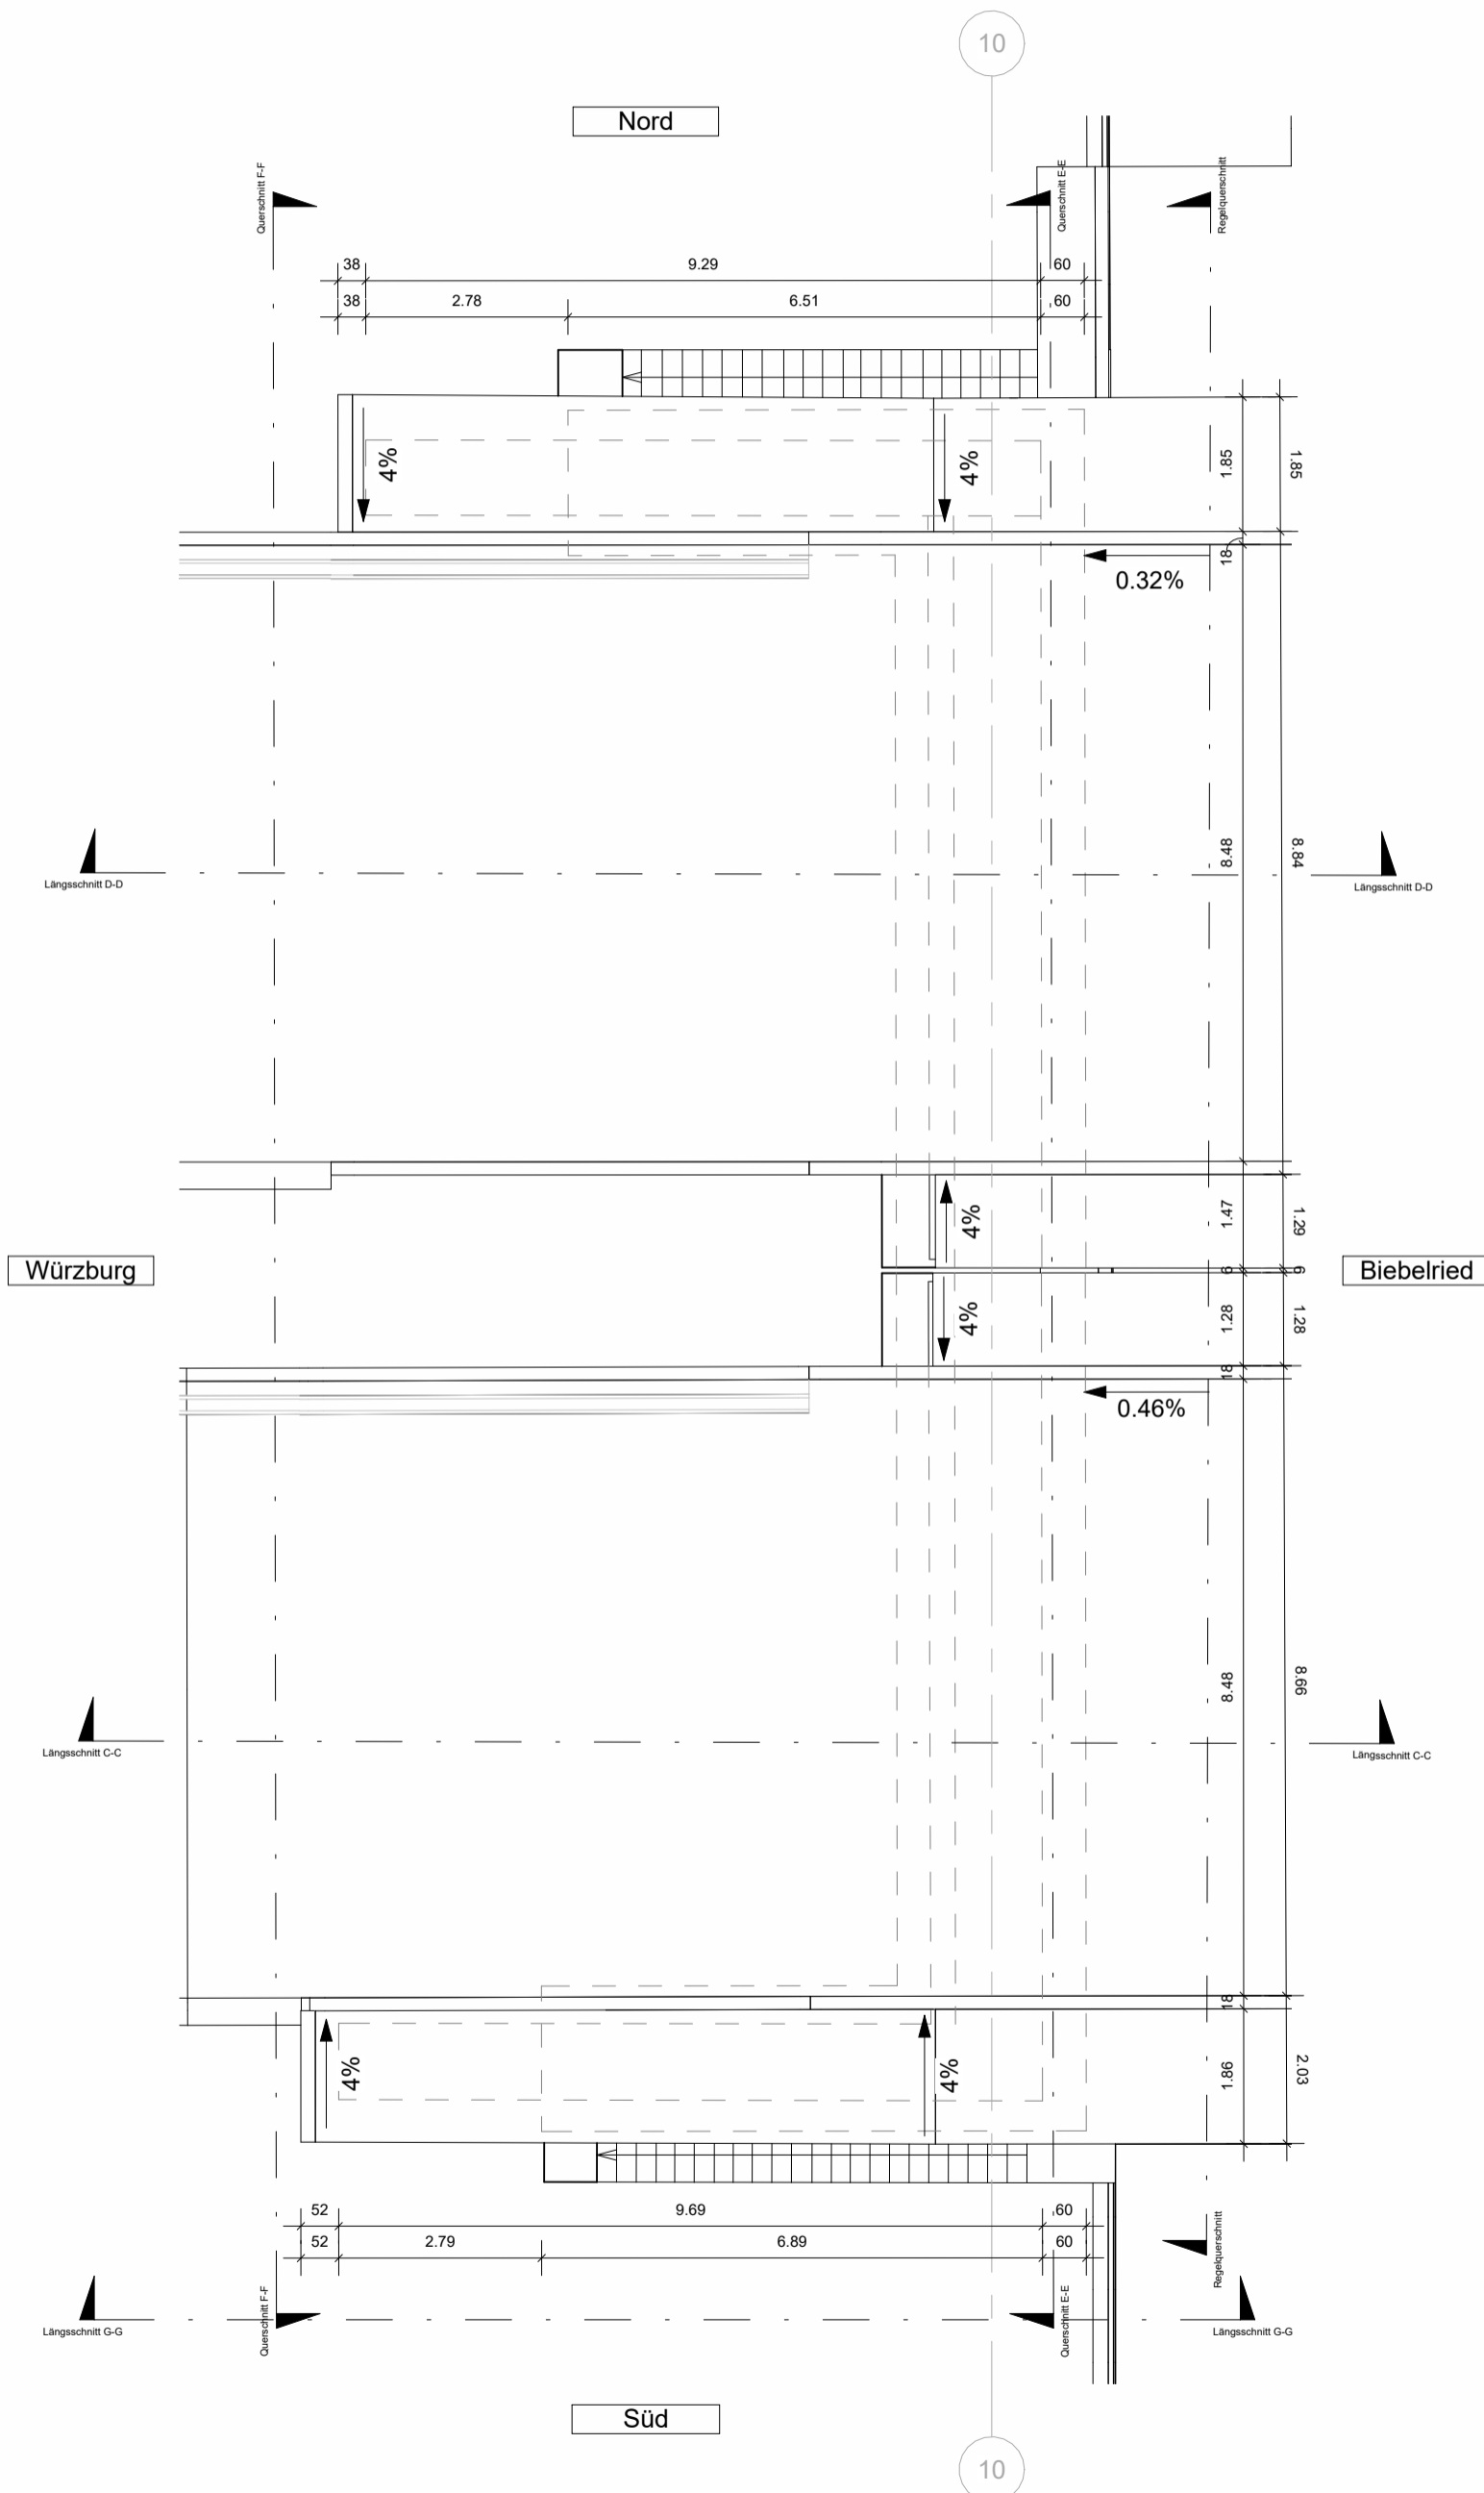 10
Nord
Querschnitt F-F
Querschnitt E-E
Regelquerschnitt
38
9.29
60
38
2.78
6.51
60
4%
4%
1.85
1.85
18
0.32%
8.48
8.84
Längsschnitt D-D
Längsschnitt D-D
4%
1.47
1.29
Würzburg
6
6
Biebelried
4%
1.28
1.28
18
0.46%
8.48
8.66
Längsschnitt C-C
Längsschnitt C-C
18
4%
4%
1.86
2.03
52
9.69
60
52
2.79
6.89
60
Regelquerschnitt
Querschnitt F-F
Querschnitt E-E
Längsschnitt G-G
Längsschnitt G-G
Süd
10